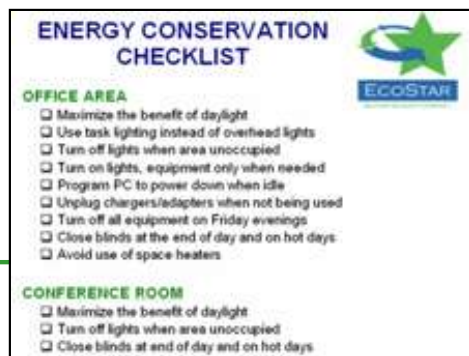 ENERGY CONSERVATION
CHECKLIST
ECOSTAR
OFFICE AREA
❑ Maximize the benefit of daylight
❑ Use task lighting instead of overhead lights
❑ Turn off lights when area unoccupied
❑ Turn on lights, equipment only when needed
❑ Program PC to power down when idle
❑ Unplug chargers/adapters when not being used
❑ Turn off all equipment on Friday evenings
❑ Close blinds at the end of day and on hot days
❑ Avoid use of space heaters
CONFERENCE ROOM
❑ Maximize the benefit of daylight
❑ Turn off lights when area unoccupied
❑ Close blinds at end of day and on hot days